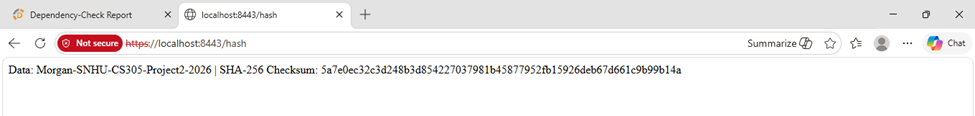 Dependency-Check Report
localhost:8443/hash
Not secure
https://localhost:8443/hash
Summarize
Chat
Data: Morgan-SNHU-CS305-Project2-2026 | SHA-256 Checksum: 5a7e0ec32c3d248b3d854227037981b45877952fb15926deb67d661c9b99b14a